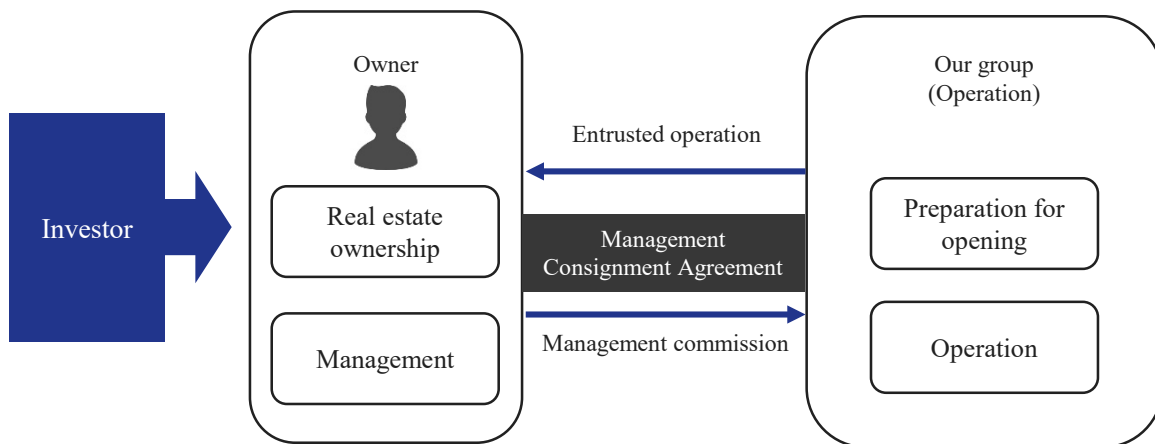 Investor
Owner
Real estate
ownership
Management
Entrusted operation
Management
Consignment Agreement
Management commission
Our group
(Operation)
Preparation for
opening
Operation